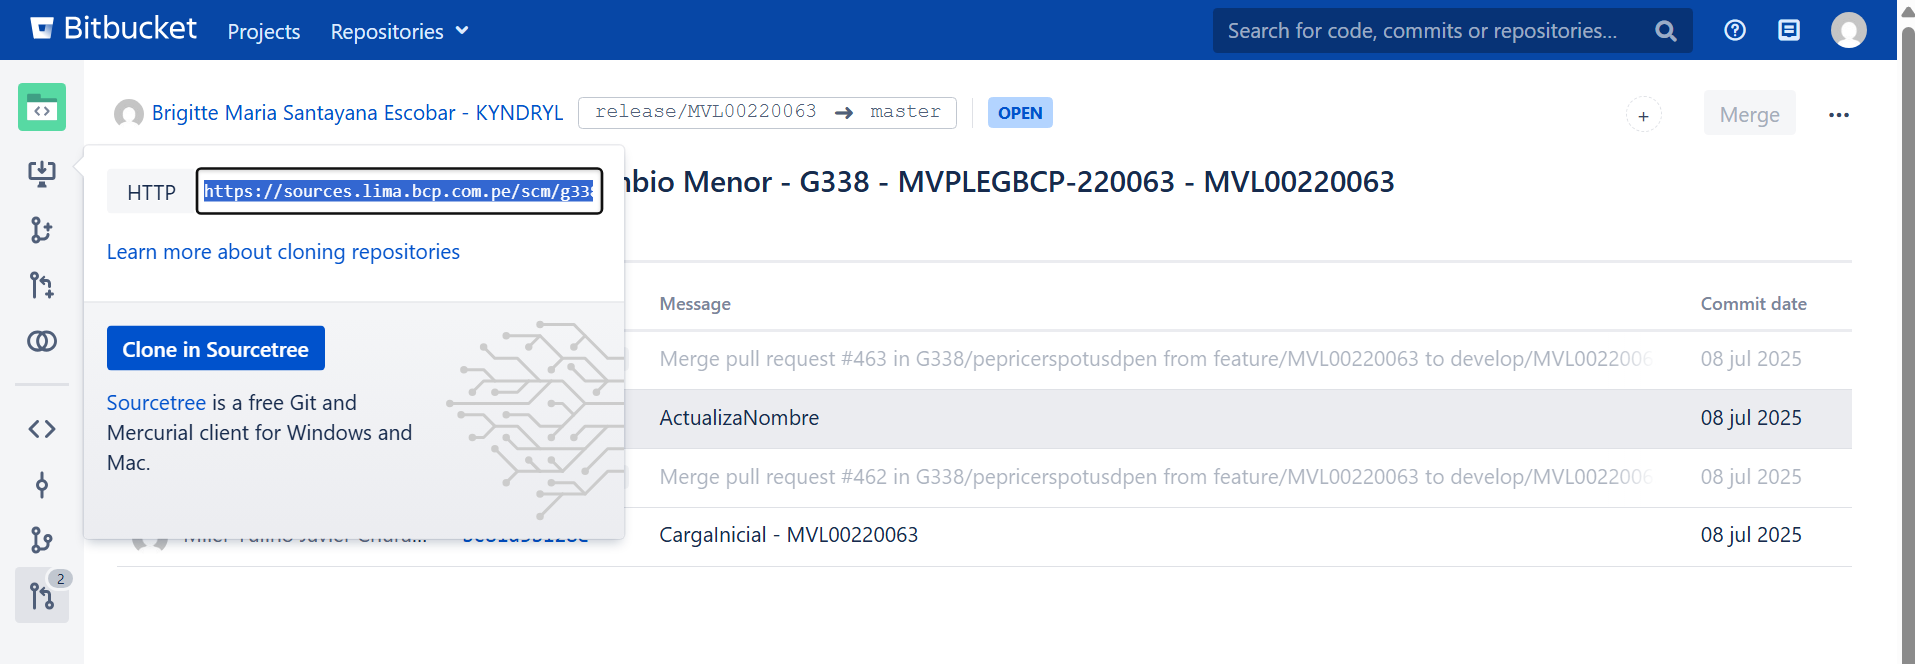 Bitbucket
Projects
Repositories
Search for code, commits or repositories...
Brigitte Maria Santayana Escobar - KYNDRYL
release/MVL00220063 → master
OPEN
+
Merge
HTTP
https://sources.lima.bcp.com.pe/scm/g338
nbio Menor - G338 - MVPLEGBCP-220063 - MVL00220063
Learn more about cloning repositories
Message
Commit date
Clone in Sourcetree
Merge pull request #463 in G338/pepricerspotusdpen from feature/MVL00220063 to develop/MVL0022006
08 jul 2025
Sourcetree is a free Git and
Mercurial client for Windows and
Mac.
ActualizaNombre
08 jul 2025
Merge pull request #462 in G338/pepricerspotusdpen from feature/MVL00220063 to develop/MVL0022006
08 jul 2025
CargaInicial - MVL00220063
08 jul 2025
2